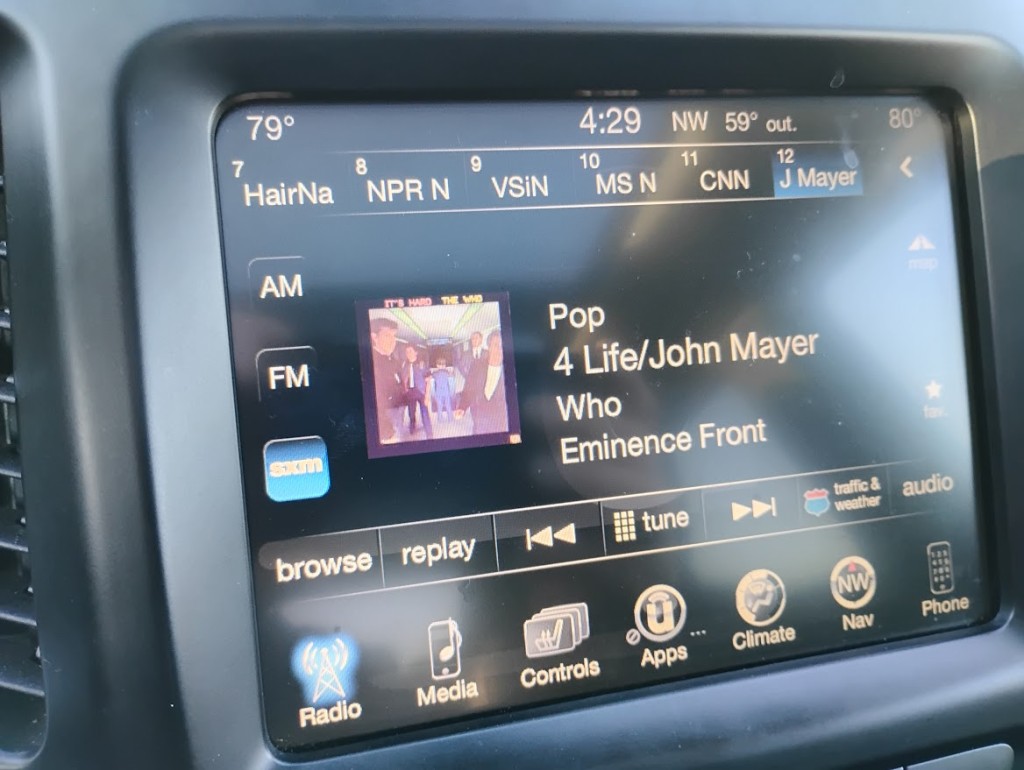 79° 4:29 NW 59° out. 80°
7 HairNa 8 NPR N 9 VSiN 10 MS N 11 CNN 12 J Mayer
map
AM
IT'S HARD THE WHO
Pop
4 Life/John Mayer
FM
Who
fav.
Eminence Front
sxm
browse replay tune traffic & weather audio
NW
Radio Media Controls Apps ... Climate Nav Phone